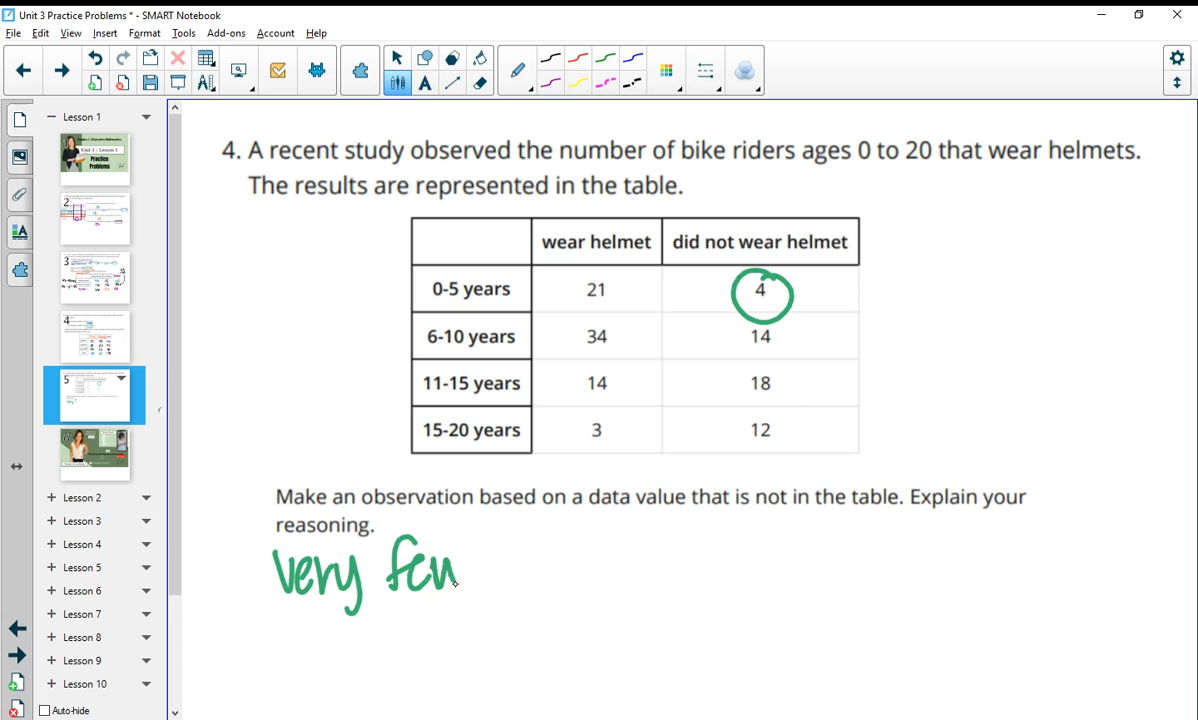 Unit 3 Practice Problems * - SMART Notebook
File Edit View Insert Format Tools Add-ons Account Help
Lesson 1
2
3
4
5
6
Lesson 2
Lesson 3
Lesson 4
Lesson 5
Lesson 6
Lesson 7
Lesson 8
Lesson 9
Lesson 10
Auto-hide
4. A recent study observed the number of bike riders ages 0 to 20 that wear helmets.
The results are represented in the table.
wear helmet did not wear helmet
0-5 years 21 4
6-10 years 34 14
11-15 years 14 18
15-20 years 3 12
Make an observation based on a data value that is not in the table. Explain your
reasoning.
very few